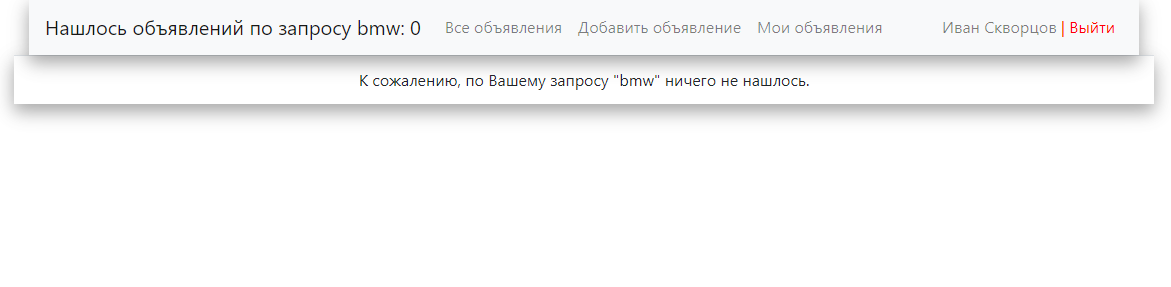 Нашлось объявлений по запросу bmw: 0 Все объявления Добавить объявление Мои объявления Иван Скворцов | Выйти
К сожалению, по Вашему запросу "bmw" ничего не нашлось.